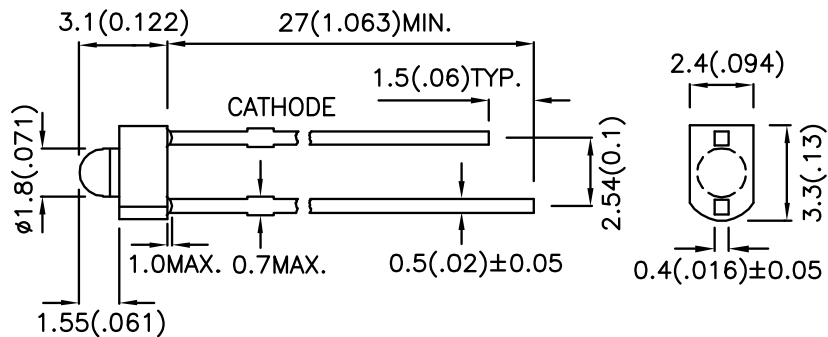 3.1(0.122)
27(1.063)MIN.
1.5(.06)TYP.
2.4(.094)
CATHODE
ø1.8(.071)
2.54(0.1)
3.3(.13)
1.0MAX.
0.7MAX.
0.5(.02)±0.05
0.4(.016)±0.05
1.55(.061)